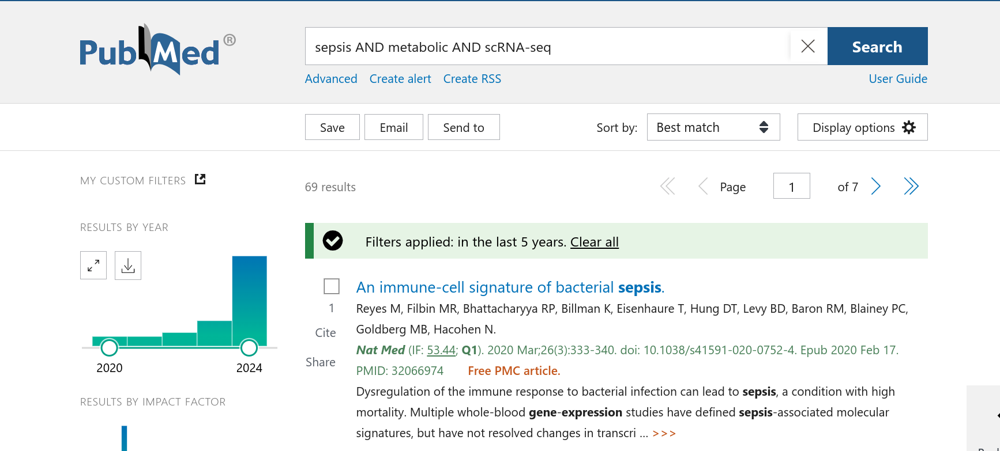 PubMed®
sepsis AND metabolic AND scRNA-seq
Search
Advanced Create alert Create RSS User Guide
Save Email Send to Sort by: Best match Display options
MY CUSTOM FILTERS
69 results Page 1 of 7
RESULTS BY YEAR
Filters applied: in the last 5 years. Clear all
2020 2024
RESULTS BY IMPACT FACTOR
An immune-cell signature of bacterial sepsis.
1
Cite
Share
Reyes M, Filbin MR, Bhattacharyya RP, Billman K, Eisenhaure T, Hung DT, Levy BD, Baron RM, Blainey PC,
Goldberg MB, Hacohen N.
Nat Med (IF: 53.44; Q1). 2020 Mar;26(3):333-340. doi: 10.1038/s41591-020-0752-4. Epub 2020 Feb 17.
PMID: 32066974 Free PMC article.
Dysregulation of the immune response to bacterial infection can lead to sepsis, a condition with high
mortality. Multiple whole-blood gene-expression studies have defined sepsis-associated molecular
signatures, but have not resolved changes in transcri ... >>>